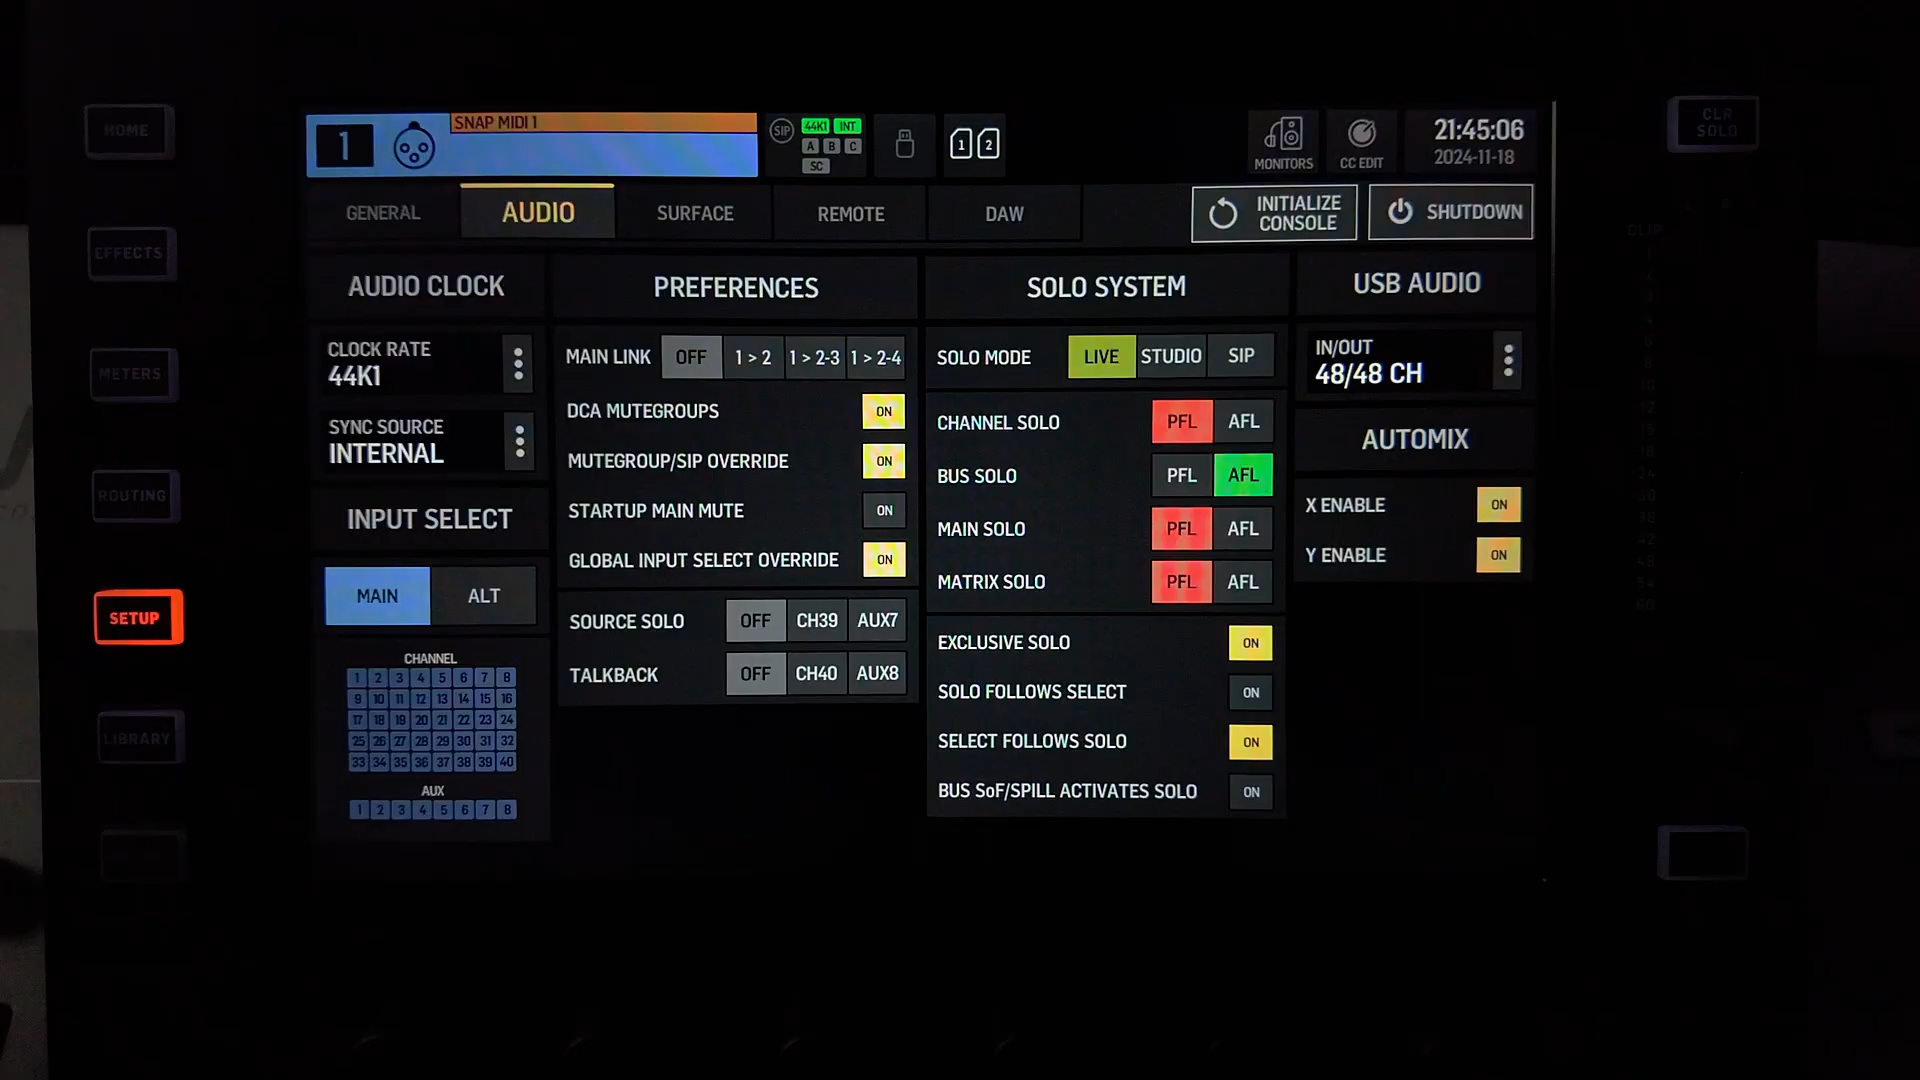 HOME
EFFECTS
METERS
ROUTING
SETUP
LIBRARY
CLR
SOLO
CLIP
1
SNAP MIDI 1
SIP
44K1 INT
A B C
SC
1 2
MONITORS
CC EDIT
21:45:06
2024-11-18
GENERAL
AUDIO
SURFACE
REMOTE
DAW
INITIALIZE
CONSOLE
SHUTDOWN
AUDIO CLOCK
CLOCK RATE
44K1
SYNC SOURCE
INTERNAL
INPUT SELECT
MAIN ALT
CHANNEL
1 2 3 4 5 6 7 8
9 10 11 12 13 14 15 16
17 18 19 20 21 22 23 24
25 26 27 28 29 30 31 32
33 34 35 36 37 38 39 40
AUX
1 2 3 4 5 6 7 8
PREFERENCES
MAIN LINK OFF 1 > 2 1 > 2-3 1 > 2-4
DCA MUTEGROUPS ON
MUTEGROUP/SIP OVERRIDE ON
STARTUP MAIN MUTE ON
GLOBAL INPUT SELECT OVERRIDE ON
SOURCE SOLO OFF CH39 AUX7
TALKBACK OFF CH40 AUX8
SOLO SYSTEM
SOLO MODE LIVE STUDIO SIP
CHANNEL SOLO PFL AFL
BUS SOLO PFL AFL
MAIN SOLO PFL AFL
MATRIX SOLO PFL AFL
EXCLUSIVE SOLO ON
SOLO FOLLOWS SELECT ON
SELECT FOLLOWS SOLO ON
BUS SoF/SPILL ACTIVATES SOLO ON
USB AUDIO
IN/OUT
48/48 CH
AUTOMIX
X ENABLE ON
Y ENABLE ON